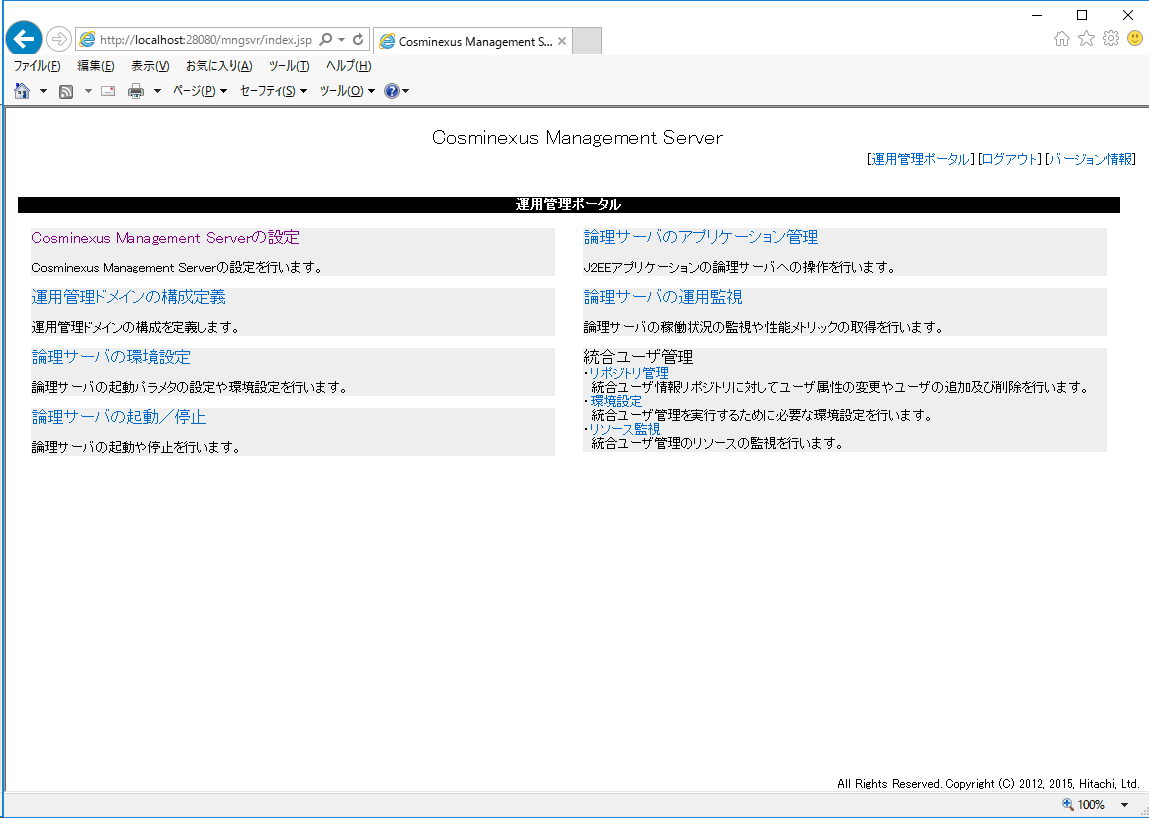 http://localhost:28080/mngsvr/index.jsp
Cosminexus Management S...
ファイル(F) 編集(E) 表示(V) お気に入り(A) ツール(T) ヘルプ(H)
ページ(P) セーフティ(S) ツール(O)
Cosminexus Management Server
[運用管理ポータル] [ログアウト] [バージョン情報]
運用管理ポータル
Cosminexus Management Serverの設定
Cosminexus Management Serverの設定を行います。
運用管理ドメインの構成定義
運用管理ドメインの構成を定義します。
論理サーバの環境設定
論理サーバの起動パラメタの設定や環境設定を行います。
論理サーバの起動／停止
論理サーバの起動や停止を行います。
論理サーバのアプリケーション管理
J2EEアプリケーションの論理サーバへの操作を行います。
論理サーバの運用監視
論理サーバの稼働状況の監視や性能メトリックの取得を行います。
統合ユーザ管理
・リポジトリ管理
統合ユーザ情報リポジトリに対してユーザ属性の変更やユーザの追加及び削除を行います。
・環境設定
統合ユーザ管理を実行するために必要な環境設定を行います。
・リソース監視
統合ユーザ管理のリソースの監視を行います。
All Rights Reserved. Copyright (C) 2012, 2015, Hitachi, Ltd.
100%